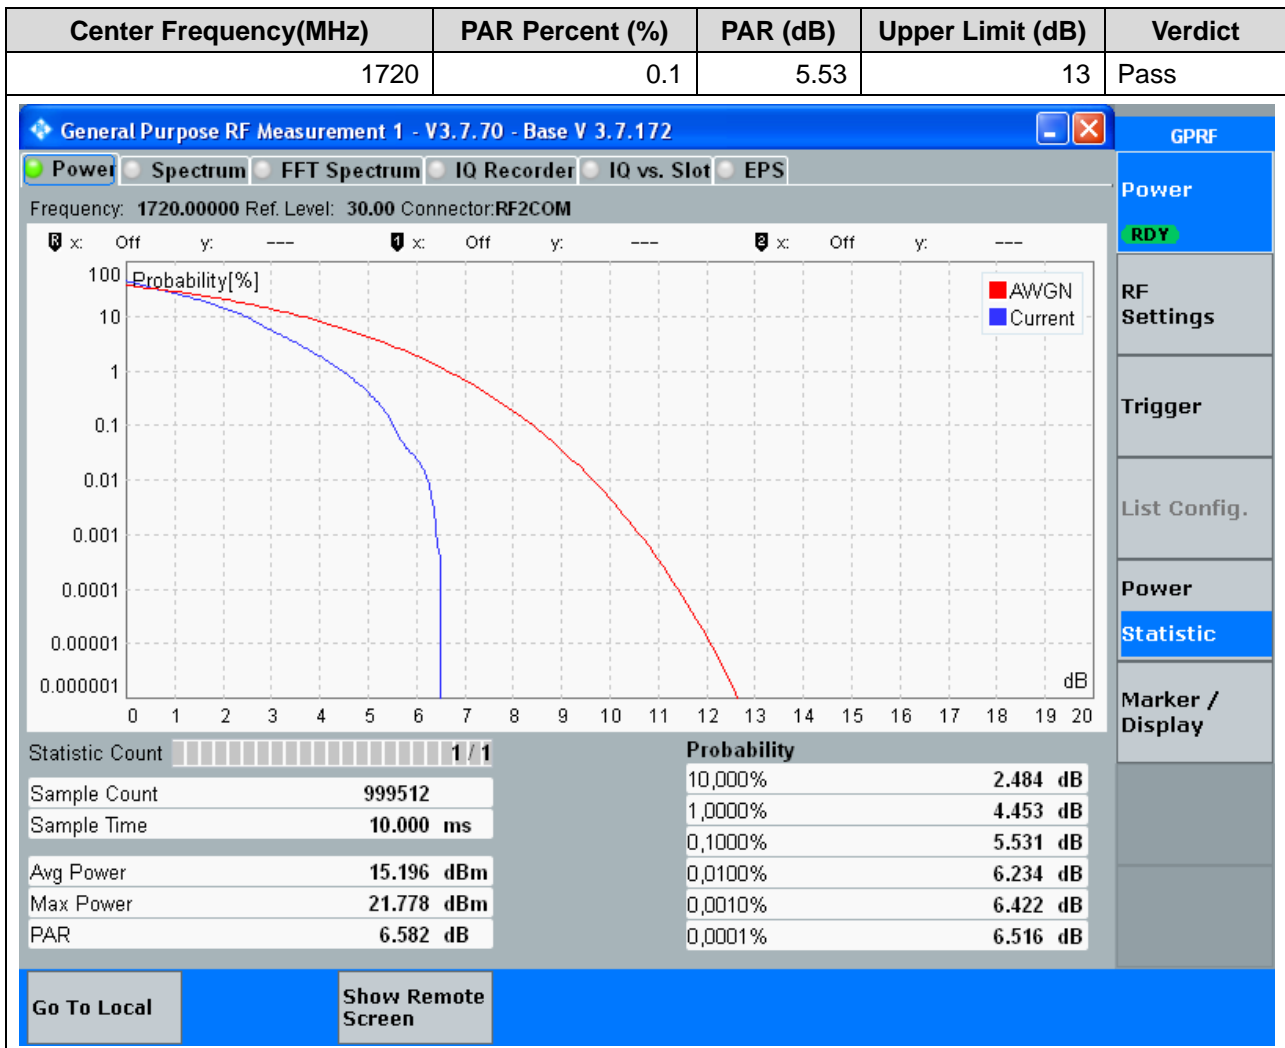 Center Frequency(MHz) PAR Percent (%) PAR (dB) Upper Limit (dB) Verdict
1720 0.1 5.53 13 Pass
General Purpose RF Measurement 1 - V3.7.70 - Base V 3.7.172
GPRF
Power Spectrum FFT Spectrum IQ Recorder IQ vs. Slot EPS
Power
RDY
Frequency: 1720.00000 Ref. Level: 30.00 Connector:RF2COM
R x: Off y: --- 1 x: Off y: --- 2 x: Off y: ---
Probability[%]
100
10
1
0.1
0.01
0.001
0.0001
0.00001
0.000001
AWGN
Current
dB
0 1 2 3 4 5 6 7 8 9 10 11 12 13 14 15 16 17 18 19 20
RF
Settings
Trigger
List Config.
Power
Statistic
Marker /
Display
Statistic Count 1 / 1
Sample Count 999512
Sample Time 10.000 ms
Avg Power 15.196 dBm
Max Power 21.778 dBm
PAR 6.582 dB
Probability
10,000% 2.484 dB
1,0000% 4.453 dB
0,1000% 5.531 dB
0,0100% 6.234 dB
0,0010% 6.422 dB
0,0001% 6.516 dB
Go To Local
Show Remote
Screen